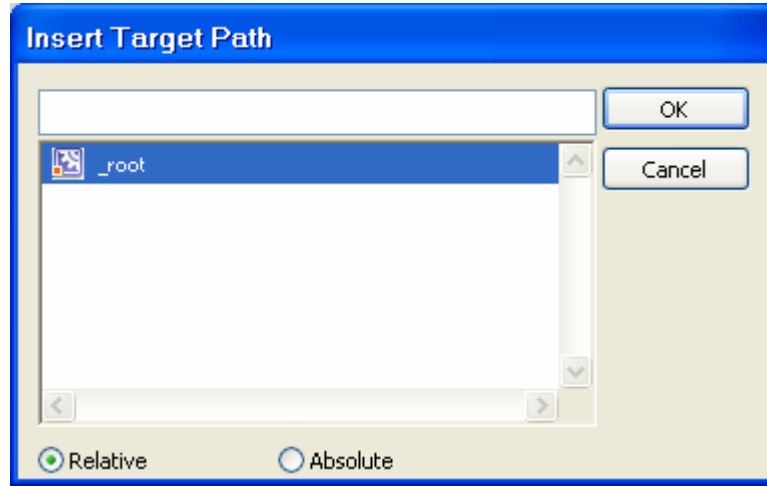 Insert Target Path
OK
_root
Cancel
Relative
Absolute